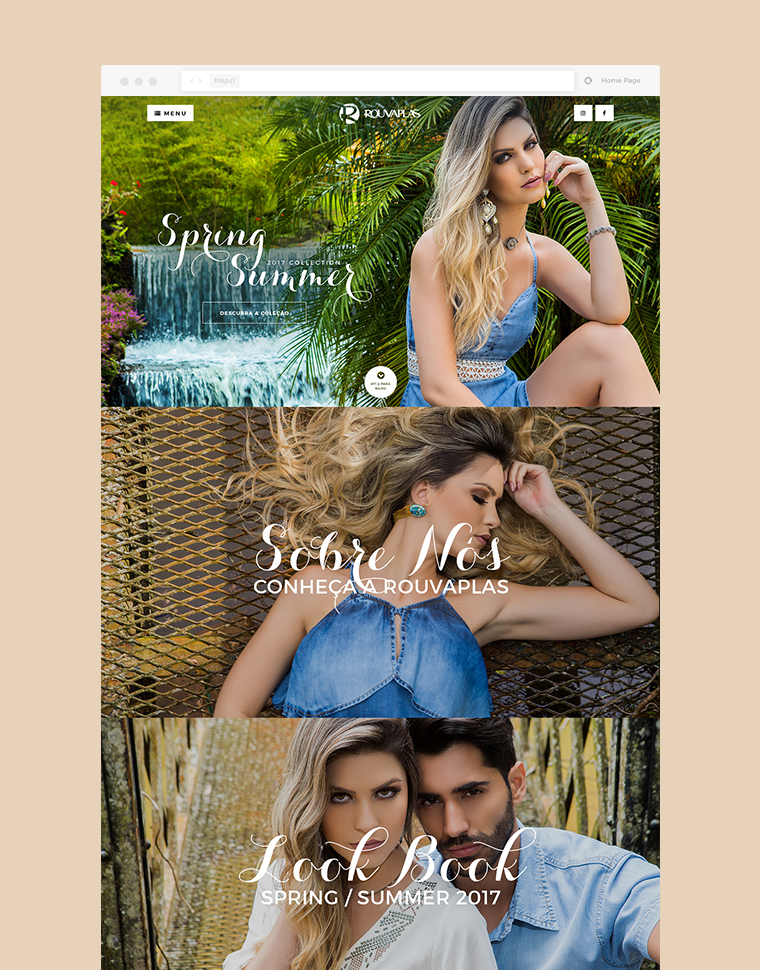 http://
Home Page
MENU
ROUVAPLAS
Spring
2017 COLLECTION
Summer
DESCUBRA A COLEÇÃO
PARA
Sobre Nós
CONHEÇA A ROUVAPLAS
Look Book
SPRING / SUMMER 2017